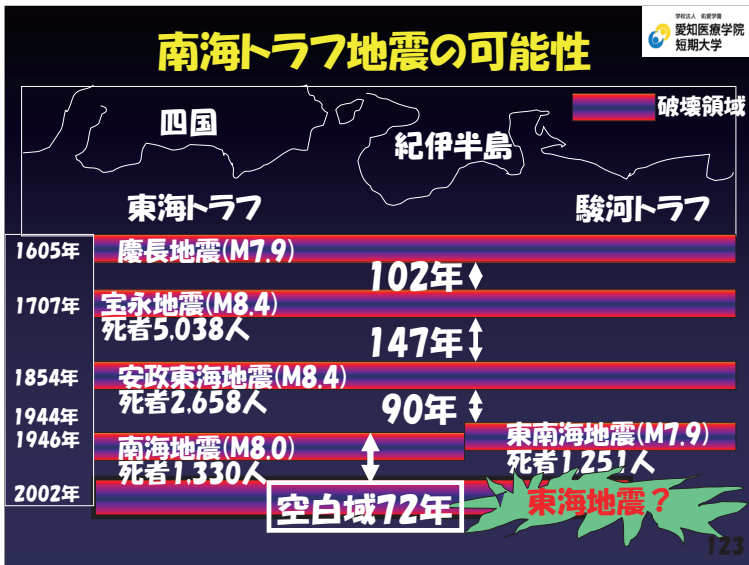 学校法人 佑愛学園
愛知医療学院
短期大学
南海トラフ地震の可能性
破壊領域
四国
紀伊半島
東海トラフ
駿河トラフ
1605年
慶長地震(M7.9)
102年
1707年
宝永地震(M8.4)
死者5,038人
147年
1854年
安政東海地震(M8.4)
死者2,658人
90年
1944年
1946年
南海地震(M8.0)
死者1,330人
東南海地震(M7.9)
死者1,251人
2002年
空白域72年
東海地震?
123